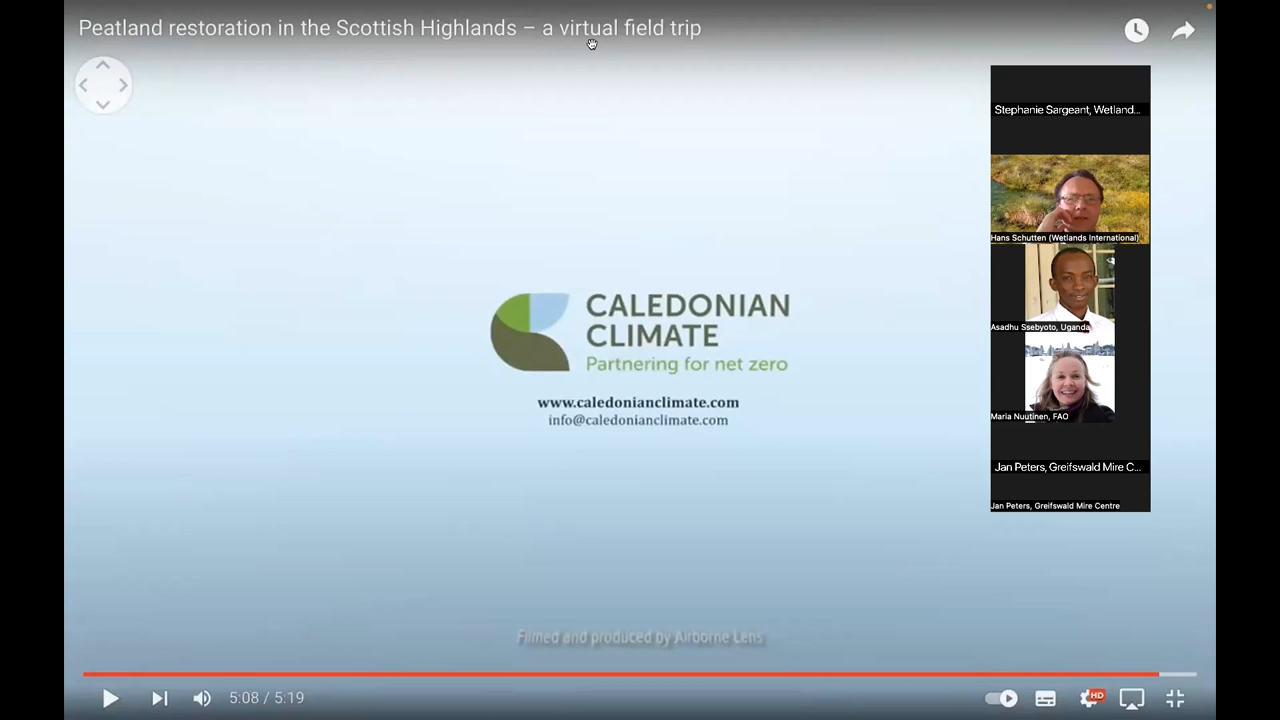 Peatland restoration in the Scottish Highlands – a virtual field trip
Stephanie Sargeant, Wetland...
Hans Schutten (Wetlands International)
Asadhu Ssebyoto, Uganda
Maria Nuutinen, FAO
Jan Peters, Greifswald Mire C...
Jan Peters, Greifswald Mire Centre
CALEDONIAN
CLIMATE
Partnering for net zero
www.caledonianclimate.com
info@caledonianclimate.com
Filmed and produced by Airborne Lens
5:08 / 5:19
HD